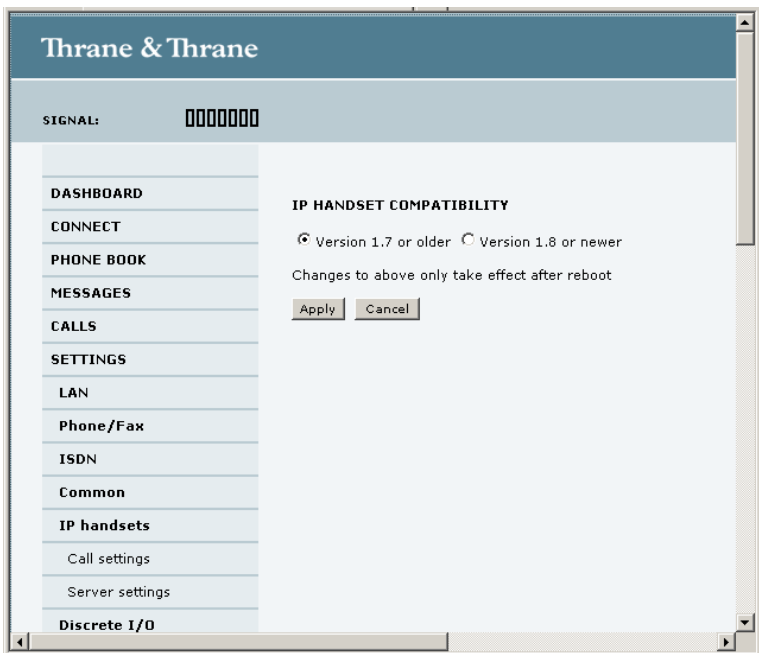 Thrane & Thrane
SIGNAL:
DASHBOARD
CONNECT
PHONE BOOK
MESSAGES
CALLS
SETTINGS
LAN
Phone/Fax
ISDN
Common
IP handsets
Call settings
Server settings
Discrete I/O
IP HANDSET COMPATIBILITY
Version 1.7 or older Version 1.8 or newer
Changes to above only take effect after reboot
Apply Cancel